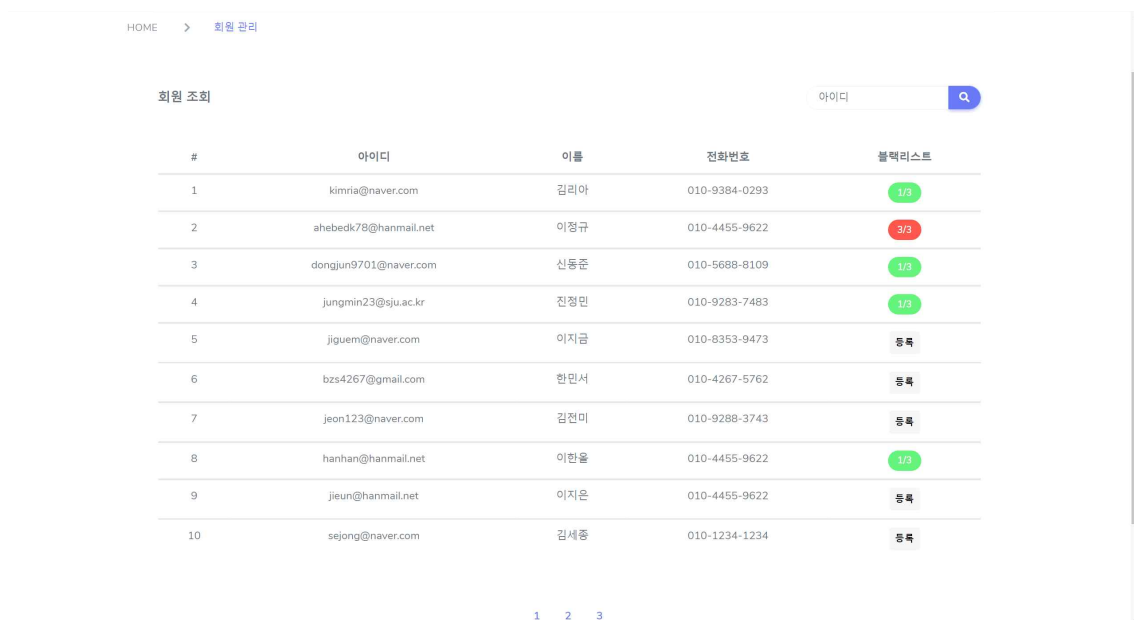 HOME > 회원 관리
회원 조회 아이디
# 아이디 이름 전화번호 블랙리스트
1 kimria@naver.com 김리아 010-9384-0293 1/3
2 ahebedk78@hanmail.net 이정규 010-4455-9622 3/3
3 dongjun9701@naver.com 신동준 010-5688-8109 1/3
4 jungmin23@sju.ac.kr 진정민 010-9283-7483 1/3
5 jiguem@naver.com 이지금 010-8353-9473 등록
6 bzs4267@gmail.com 한민서 010-4267-5762 등록
7 jeon123@naver.com 김전미 010-9288-3743 등록
8 hanhan@hanmail.net 이한울 010-4455-9622 1/3
9 jieun@hanmail.net 이지은 010-4455-9622 등록
10 sejong@naver.com 김세종 010-1234-1234 등록
1 2 3